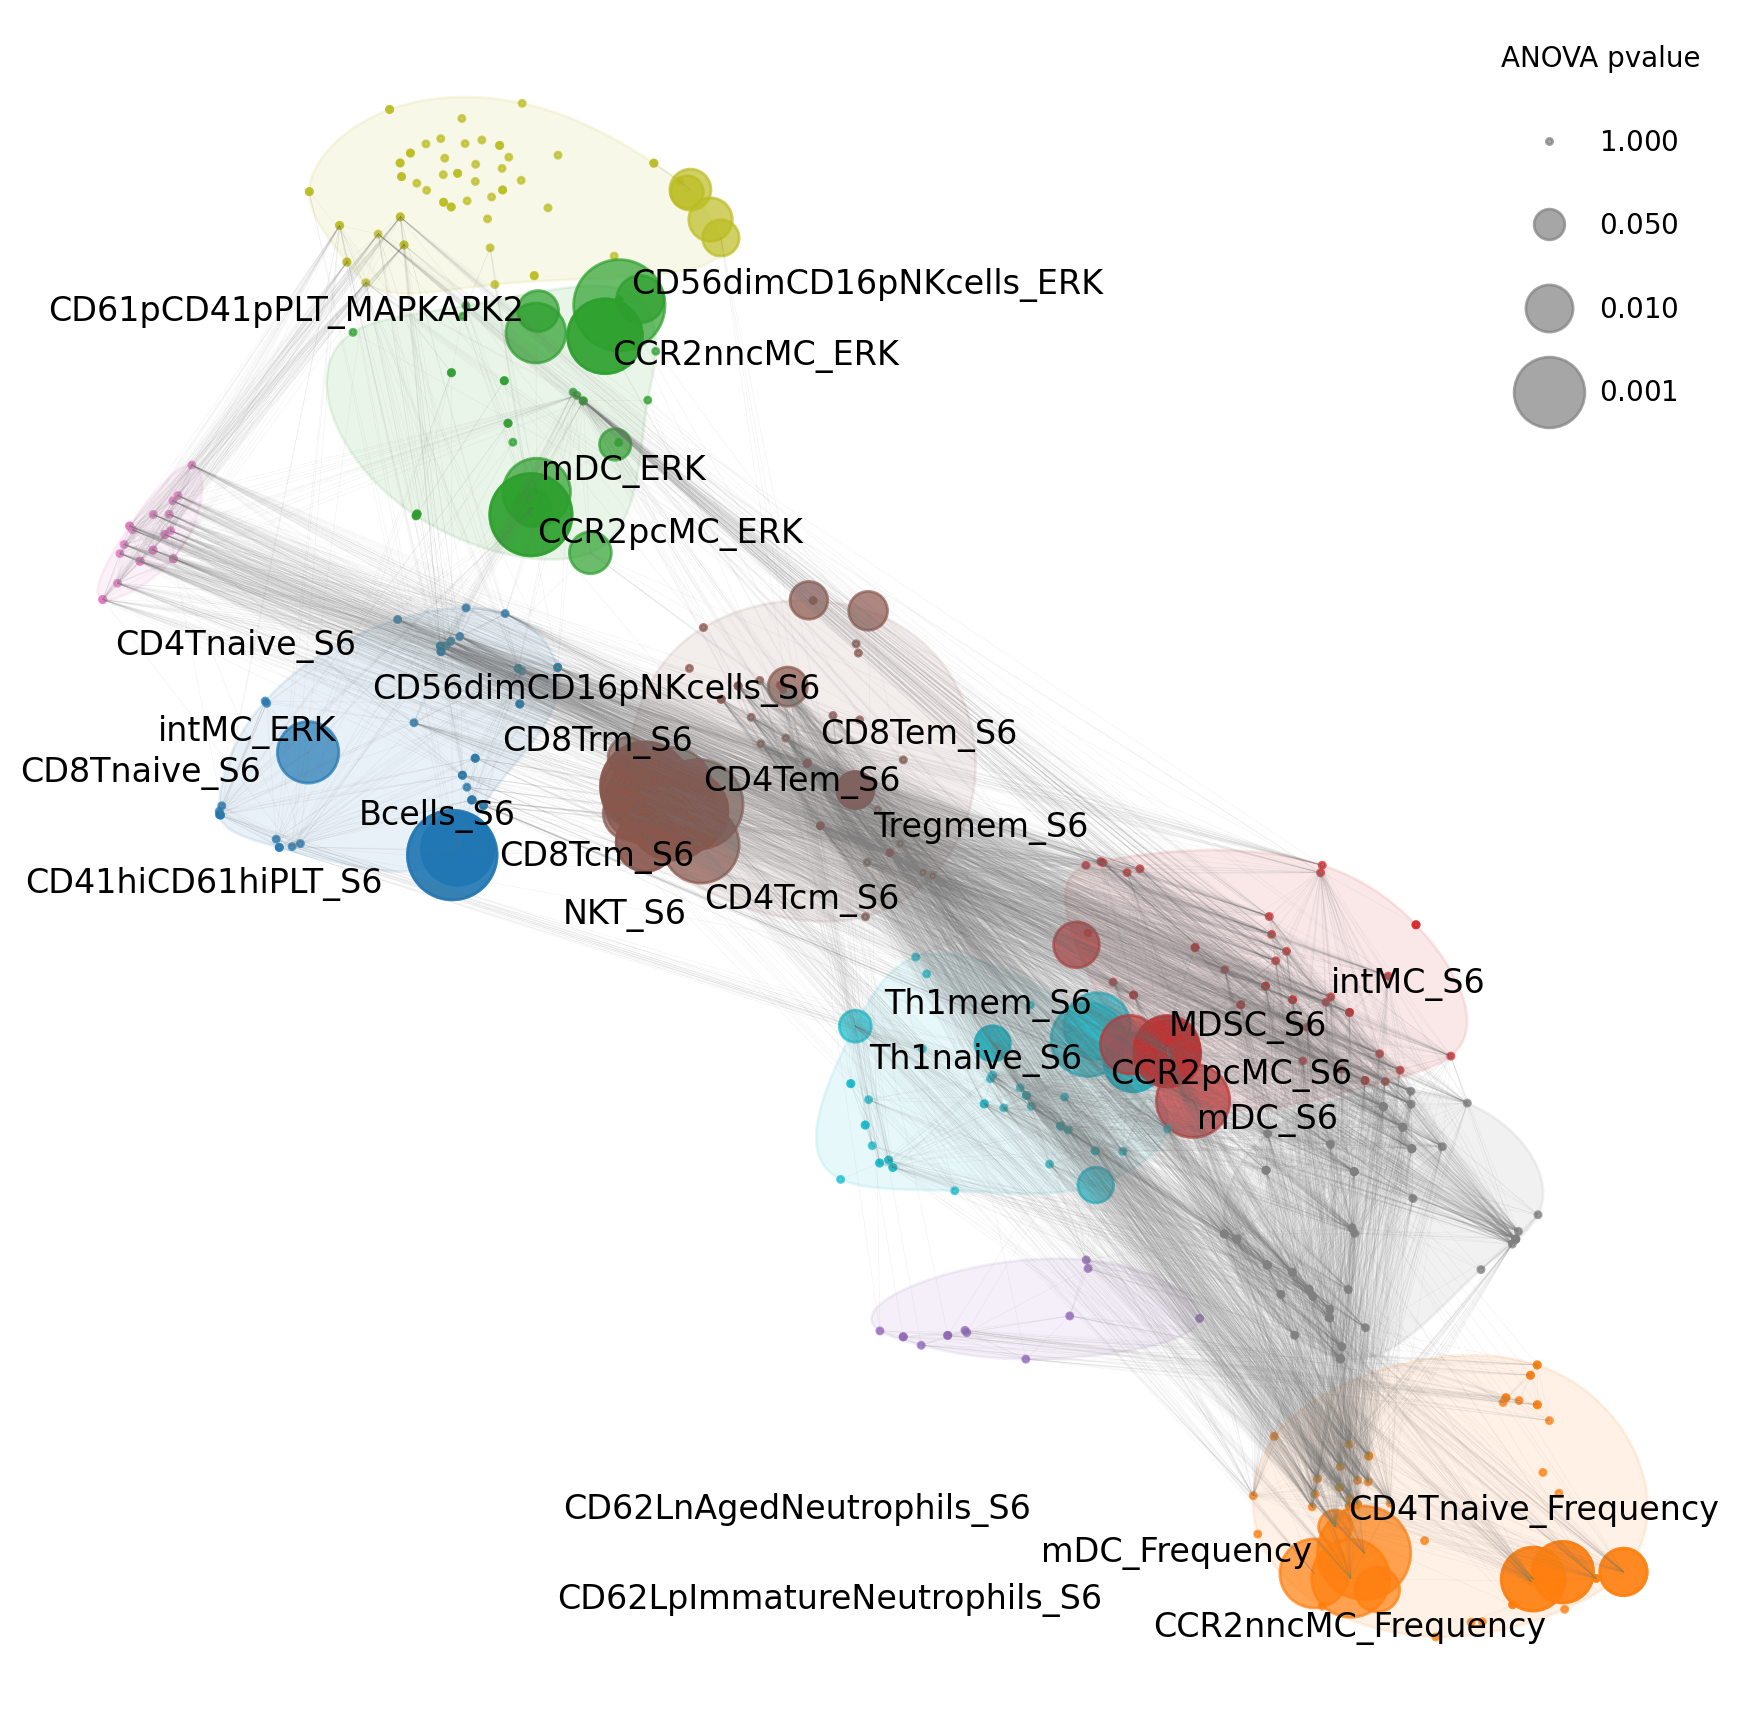 ANOVA pvalue
1.000
0.050
0.010
0.001
CD56dimCD16pNKcells_ERK
CD61pCD41pPLT_MAPKAPK2
CCR2nncMC_ERK
mDC_ERK
CCR2pcMC_ERK
CD4Tnaive_S6
CD56dimCD16pNKcells_S6
intMC_ERK
CD8Trm_S6
CD8Tem_S6
CD8Tnaive_S6
CD4Tem_S6
Bcells_S6
Tregmem_S6
CD8Tcm_S6
CD41hiCD61hiPLT_S6
CD4Tcm_S6
NKT_S6
intMC_S6
Th1mem_S6
MDSC_S6
Th1naive_S6
CCR2pcMC_S6
mDC_S6
CD62LnAgedNeutrophils_S6
CD4Tnaive_Frequency
mDC_Frequency
CD62LpImmatureNeutrophils_S6
CCR2nncMC_Frequency